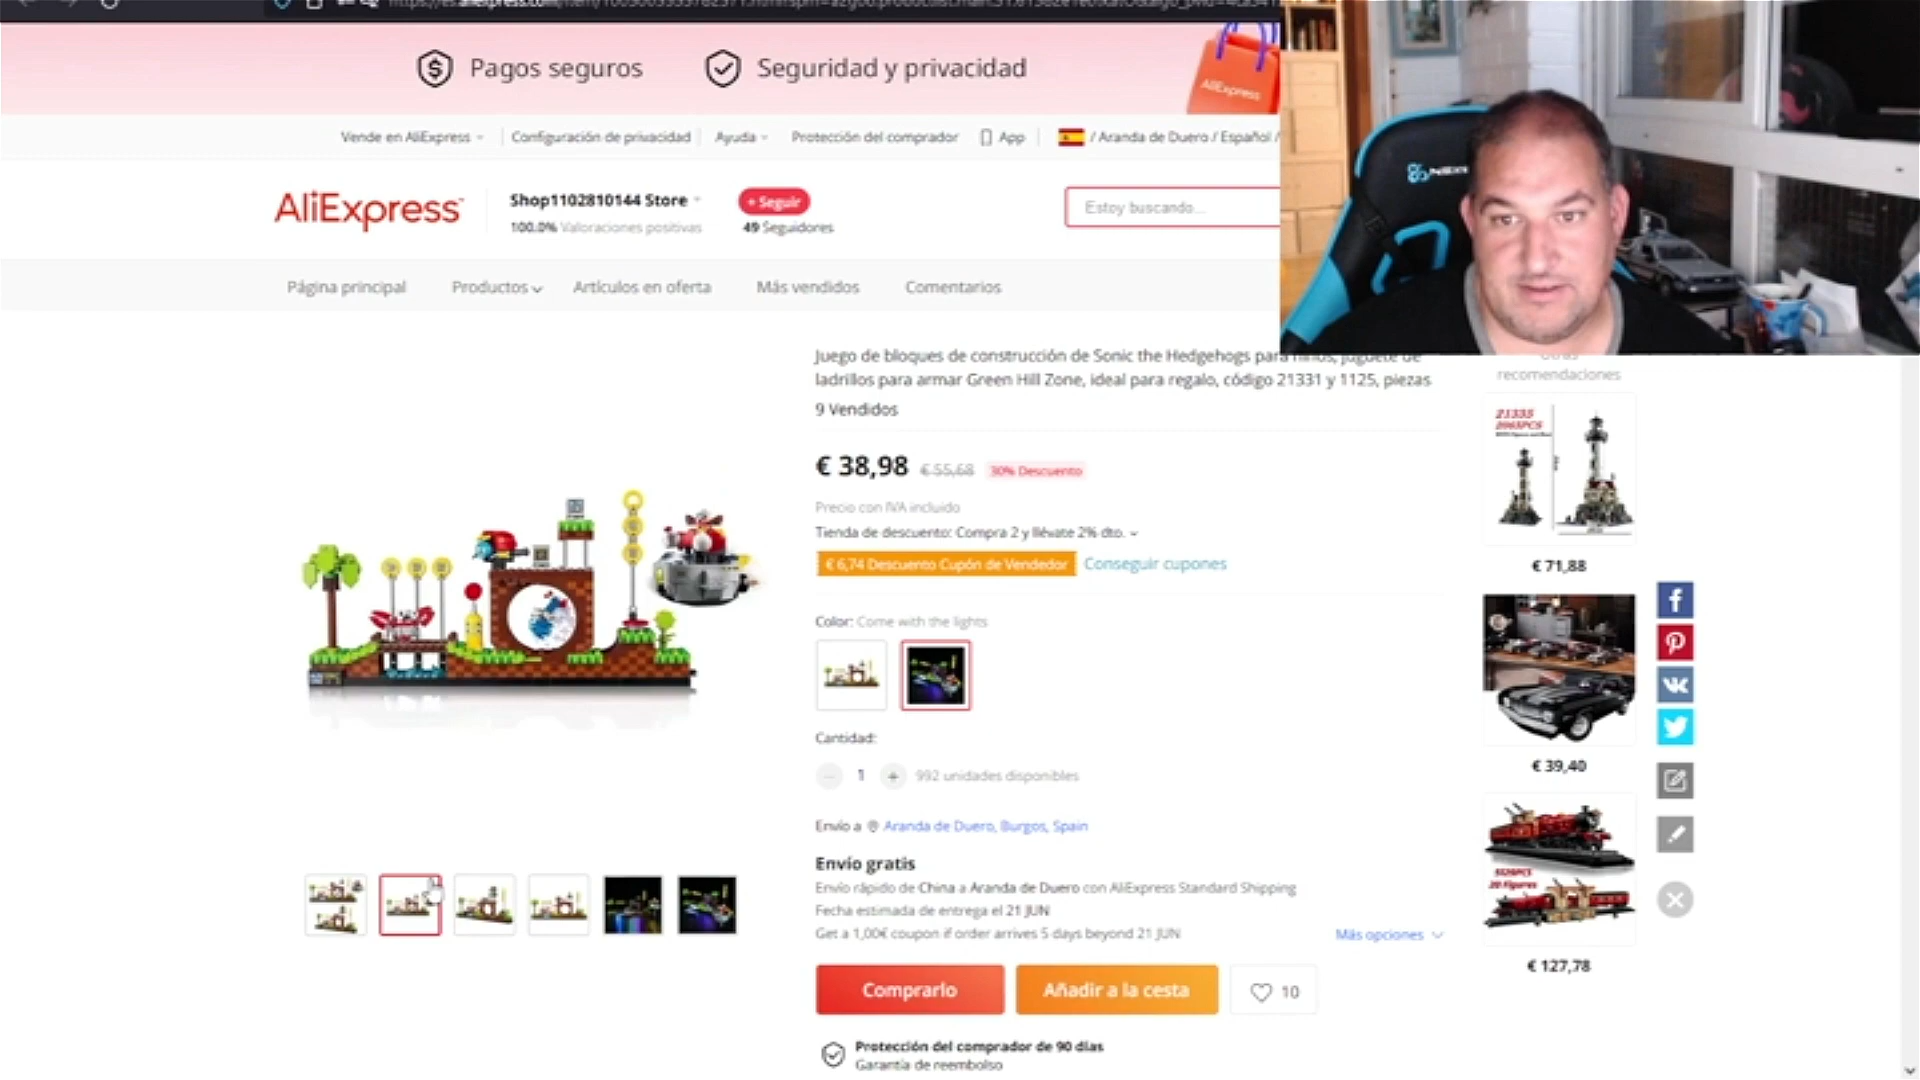 Pagos seguros
Seguridad y privacidad
AliExpress
Vende en AliExpress
Configuración de privacidad
Ayuda
Protección del comprador
App
/ Aranda de Duero / Español /
AliExpress
Shop1102810144 Store
100.0% Valoraciones positivas
+ Seguir
49 Seguidores
Estoy buscando...
Página principal
Productos
Artículos en oferta
Más vendidos
Comentarios
Juego de bloques de construcción de Sonic the Hedgehogs para niños, juguete de
ladrillos para armar Green Hill Zone, ideal para regalo, código 21331 y 1125, piezas
9 Vendidos
€ 38,98 € 55,68 30% Descuento
Precio con IVA incluido
Tienda de descuento: Compra 2 y llévate 2% dto.
€ 6,74 Descuento Cupón de Vendedor Conseguir cupones
Color: Come with the lights
Cantidad:
1
992 unidades disponibles
Envío a Aranda de Duero, Burgos, Spain
Envío gratis
Envío rápido de China a Aranda de Duero con AliExpress Standard Shipping
Fecha estimada de entrega el 21 JUN
Get a 1,00€ coupon if order arrives 5 days beyond 21 JUN
Más opciones
Comprarlo
Añadir a la cesta
10
Protección del comprador de 90 días
Garantía de reembolso
recomendaciones
€ 71,88
€ 39,40
20 Figures
€ 127,78